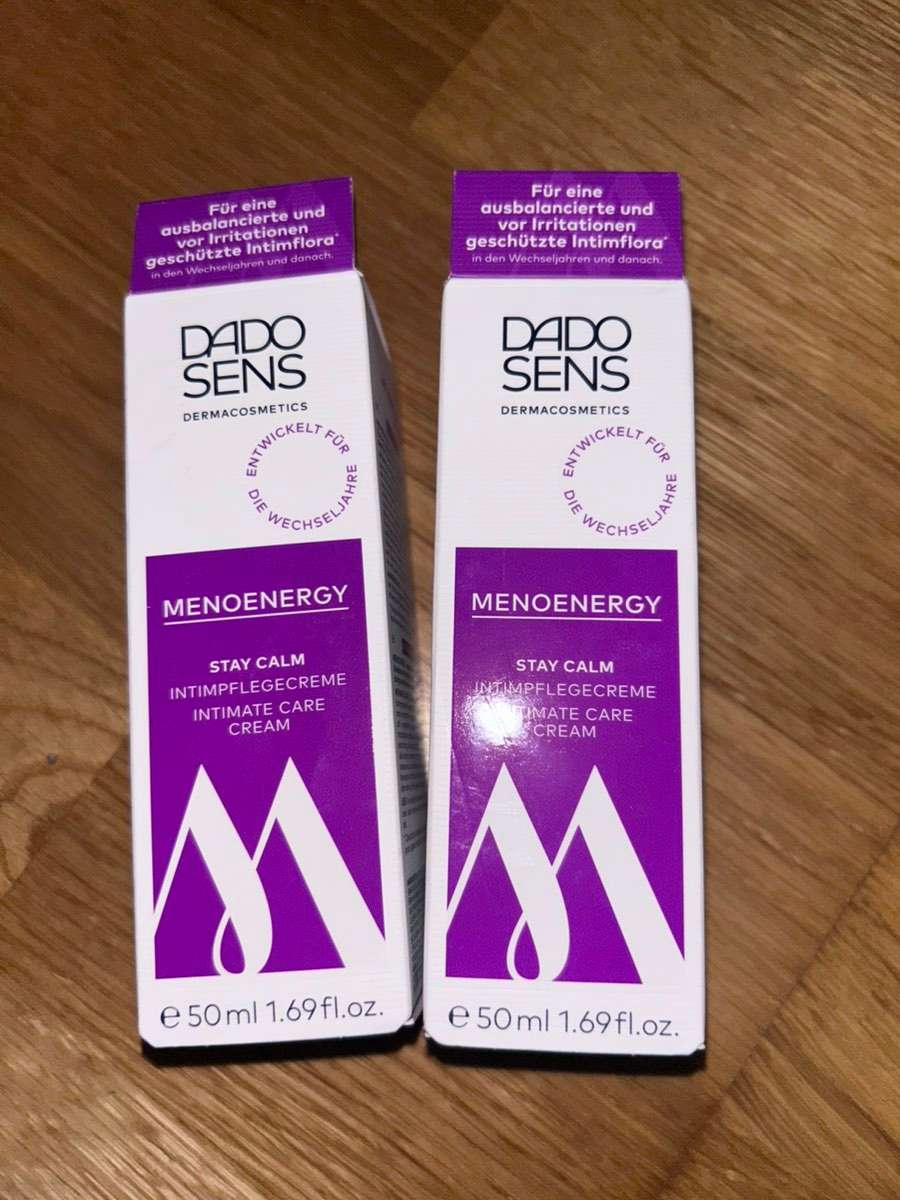 Für eine
ausbalancierte und
vor Irritationen
geschützte Intimflora*
in den Wechseljahren und danach.
DADO
SENS
DERMACOSMETICS
ENTWICKELT FÜR
DIE WECHSELJAHRE
MENOENERGY
STAY CALM
INTIMPFLEGECREME
INTIMATE CARE
CREAM
e 50 ml 1.69 fl.oz.
Für eine
ausbalancierte und
vor Irritationen
geschützte Intimflora*
in den Wechseljahren und danach.
DADO
SENS
DERMACOSMETICS
ENTWICKELT FÜR
DIE WECHSELJAHRE
MENOENERGY
STAY CALM
INTIMPFLEGECREME
INTIMATE CARE
CREAM
e 50 ml 1.69 fl.oz.